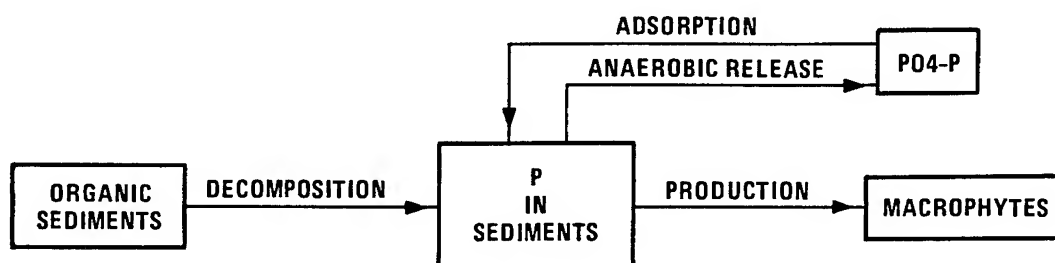 ADSORPTION
ANAEROBIC RELEASE
PO4-P
ORGANIC
SEDIMENTS
DECOMPOSITION
P
IN
SEDIMENTS
PRODUCTION
MACROPHYTES